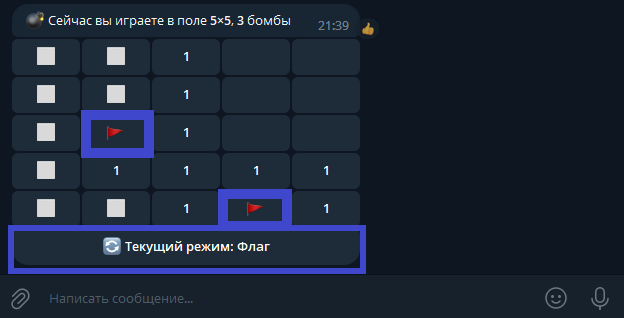 Сейчас вы играете в поле 5×5, 3 бомбы
21:39
1
1
1
1 1 1 1
1 1
Текущий режим: Флаг
Написать сообщение...